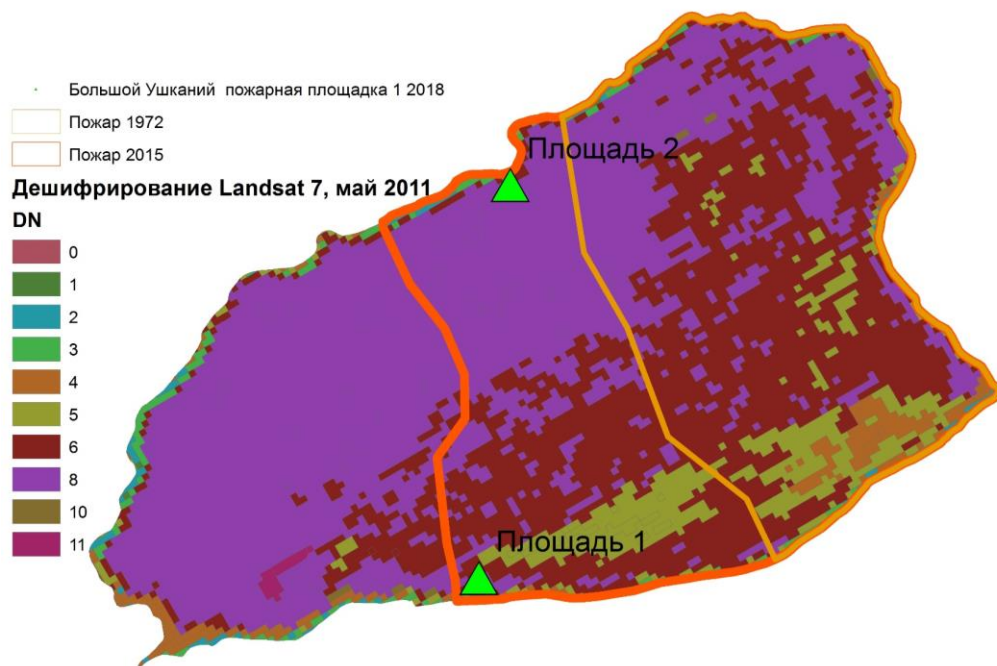 Большой Ушканий пожарная площадка 1 2018
Пожар 1972
Пожар 2015
Дешифрирование Landsat 7, май 2011
DN
0
1
2
3
4
5
6
8
10
11
Площадь 2
Площадь 1